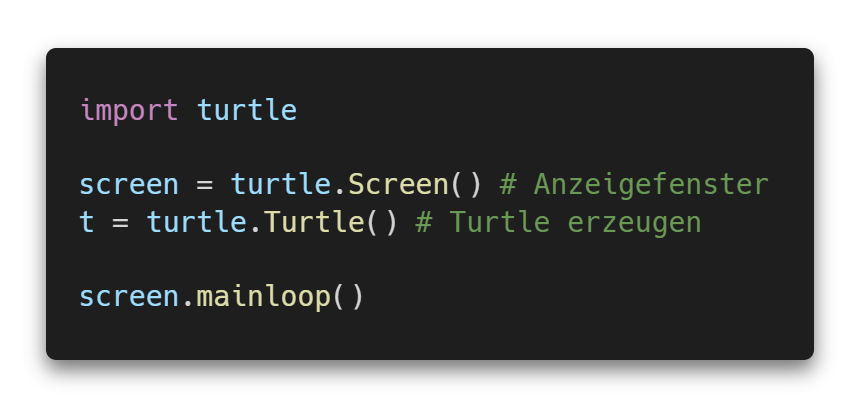 import turtle
screen = turtle.Screen() # Anzeigefenster
t = turtle.Turtle() # Turtle erzeugen
screen.mainloop()